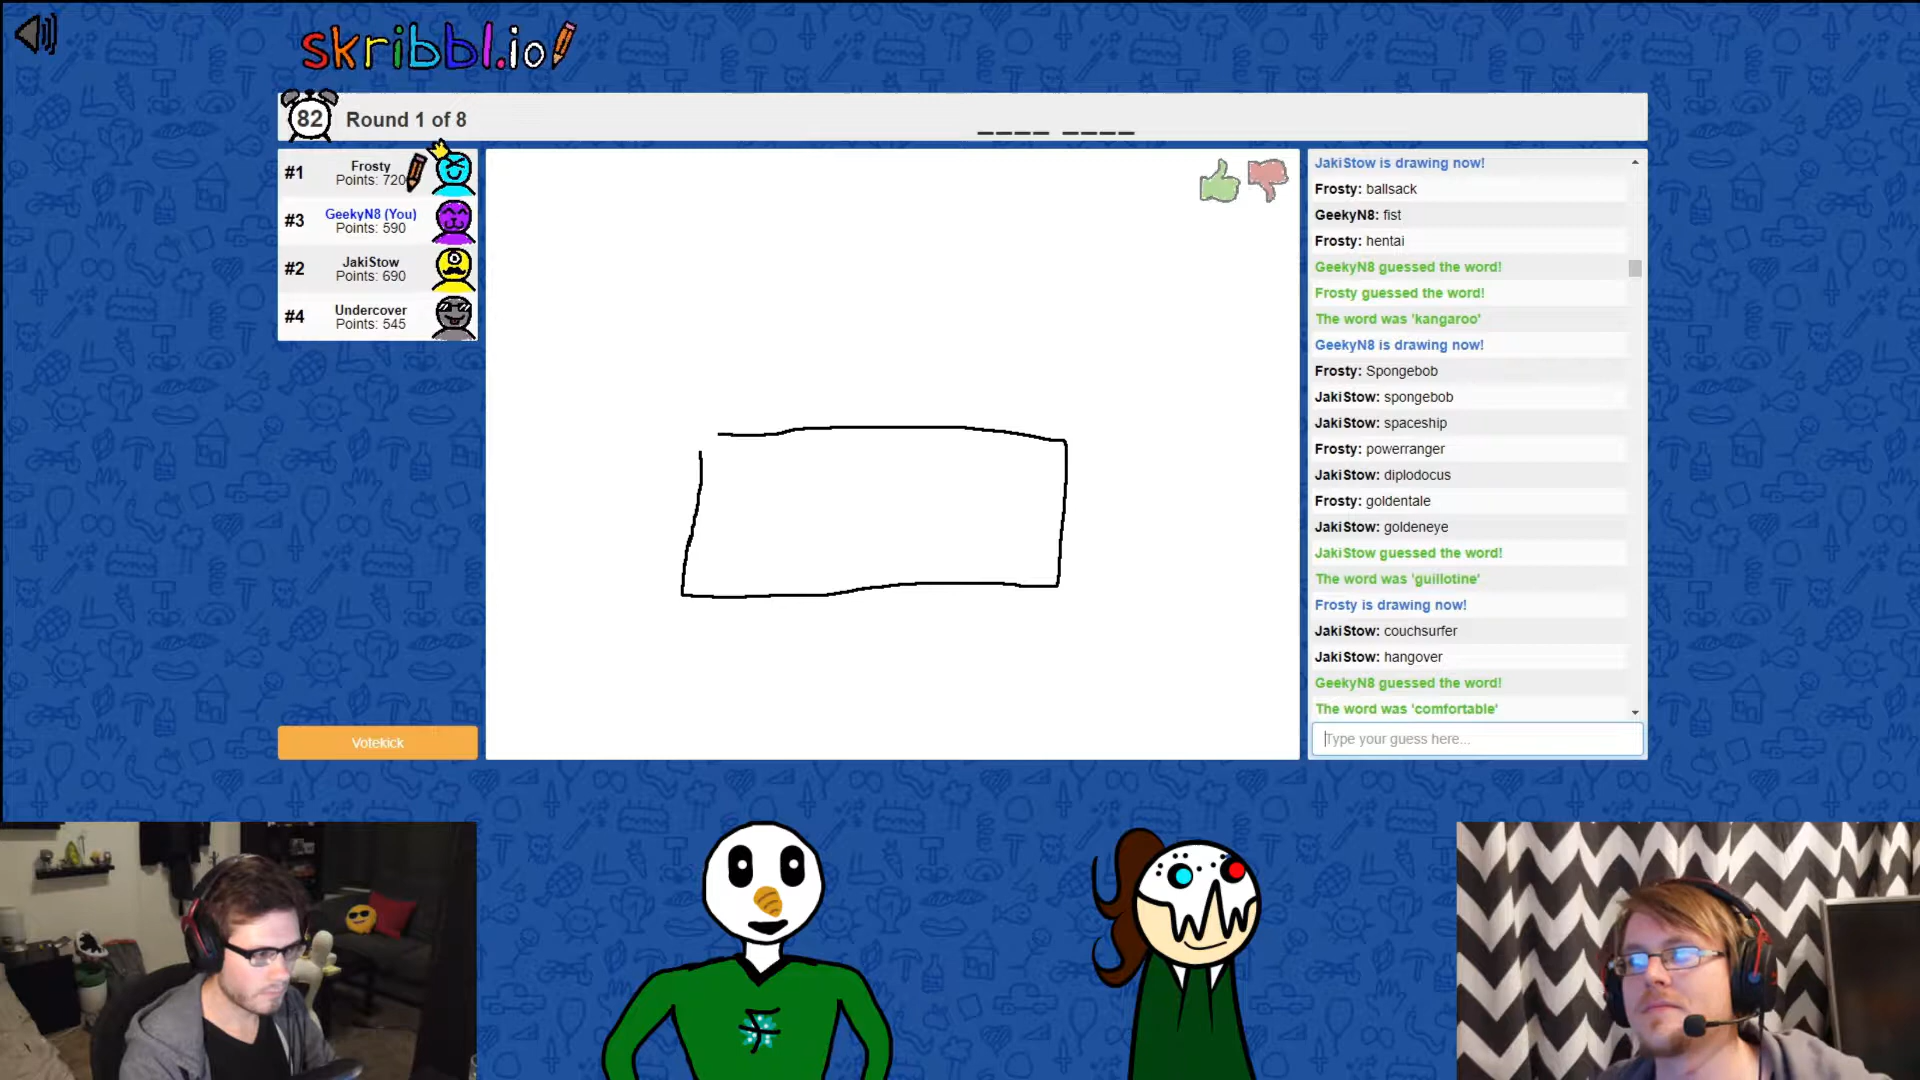 skribbl.io
82
Round 1 of 8
____ ____
#1
Frosty
Points: 720
#3
GeekyN8 (You)
Points: 590
#2
JakiStow
Points: 690
#4
Undercover
Points: 545
Votekick
JakiStow is drawing now!
Frosty: ballsack
GeekyN8: fist
Frosty: hentai
GeekyN8 guessed the word!
Frosty guessed the word!
The word was 'kangaroo'
GeekyN8 is drawing now!
Frosty: Spongebob
JakiStow: spongebob
JakiStow: spaceship
Frosty: powerranger
JakiStow: diplodocus
Frosty: goldentale
JakiStow: goldeneye
JakiStow guessed the word!
The word was 'guillotine'
Frosty is drawing now!
JakiStow: couchsurfer
JakiStow: hangover
GeekyN8 guessed the word!
The word was 'comfortable'
Type your guess here...